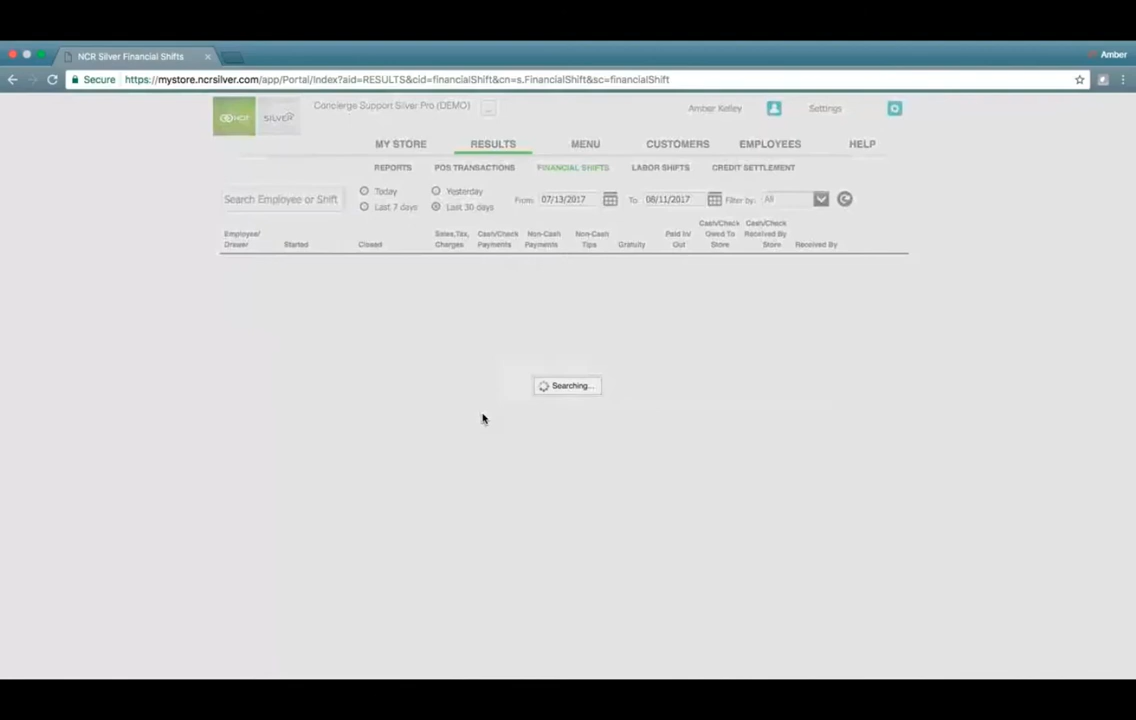 NCR Silver Financial Shifts ×
Amber
Secure https://mystore.ncrsilver.com/app/Portal/Index?aid=RESULTS&cid=financialShift&cn=s.FinancialShift&sc=financialShift
NCR SILVER Concierge Support Silver Pro (DEMO) ... Amber Kelley Settings
MY STORE RESULTS MENU CUSTOMERS EMPLOYEES HELP
REPORTS POS TRANSACTIONS FINANCIAL SHIFTS LABOR SHIFTS CREDIT SETTLEMENT
Search Employee or Shift Today Yesterday From: 07/13/2017 To 08/11/2017 Filter by: All
Last 7 days Last 30 days
Employee/ Drawer Started Closed Sales,Tax, Charges Cash/Check Payments Non-Cash Payments Non-Cash Tips Gratuity Paid In/ Out Cash/Check Owed To Store Cash/Check Received By Store Received By
Searching...